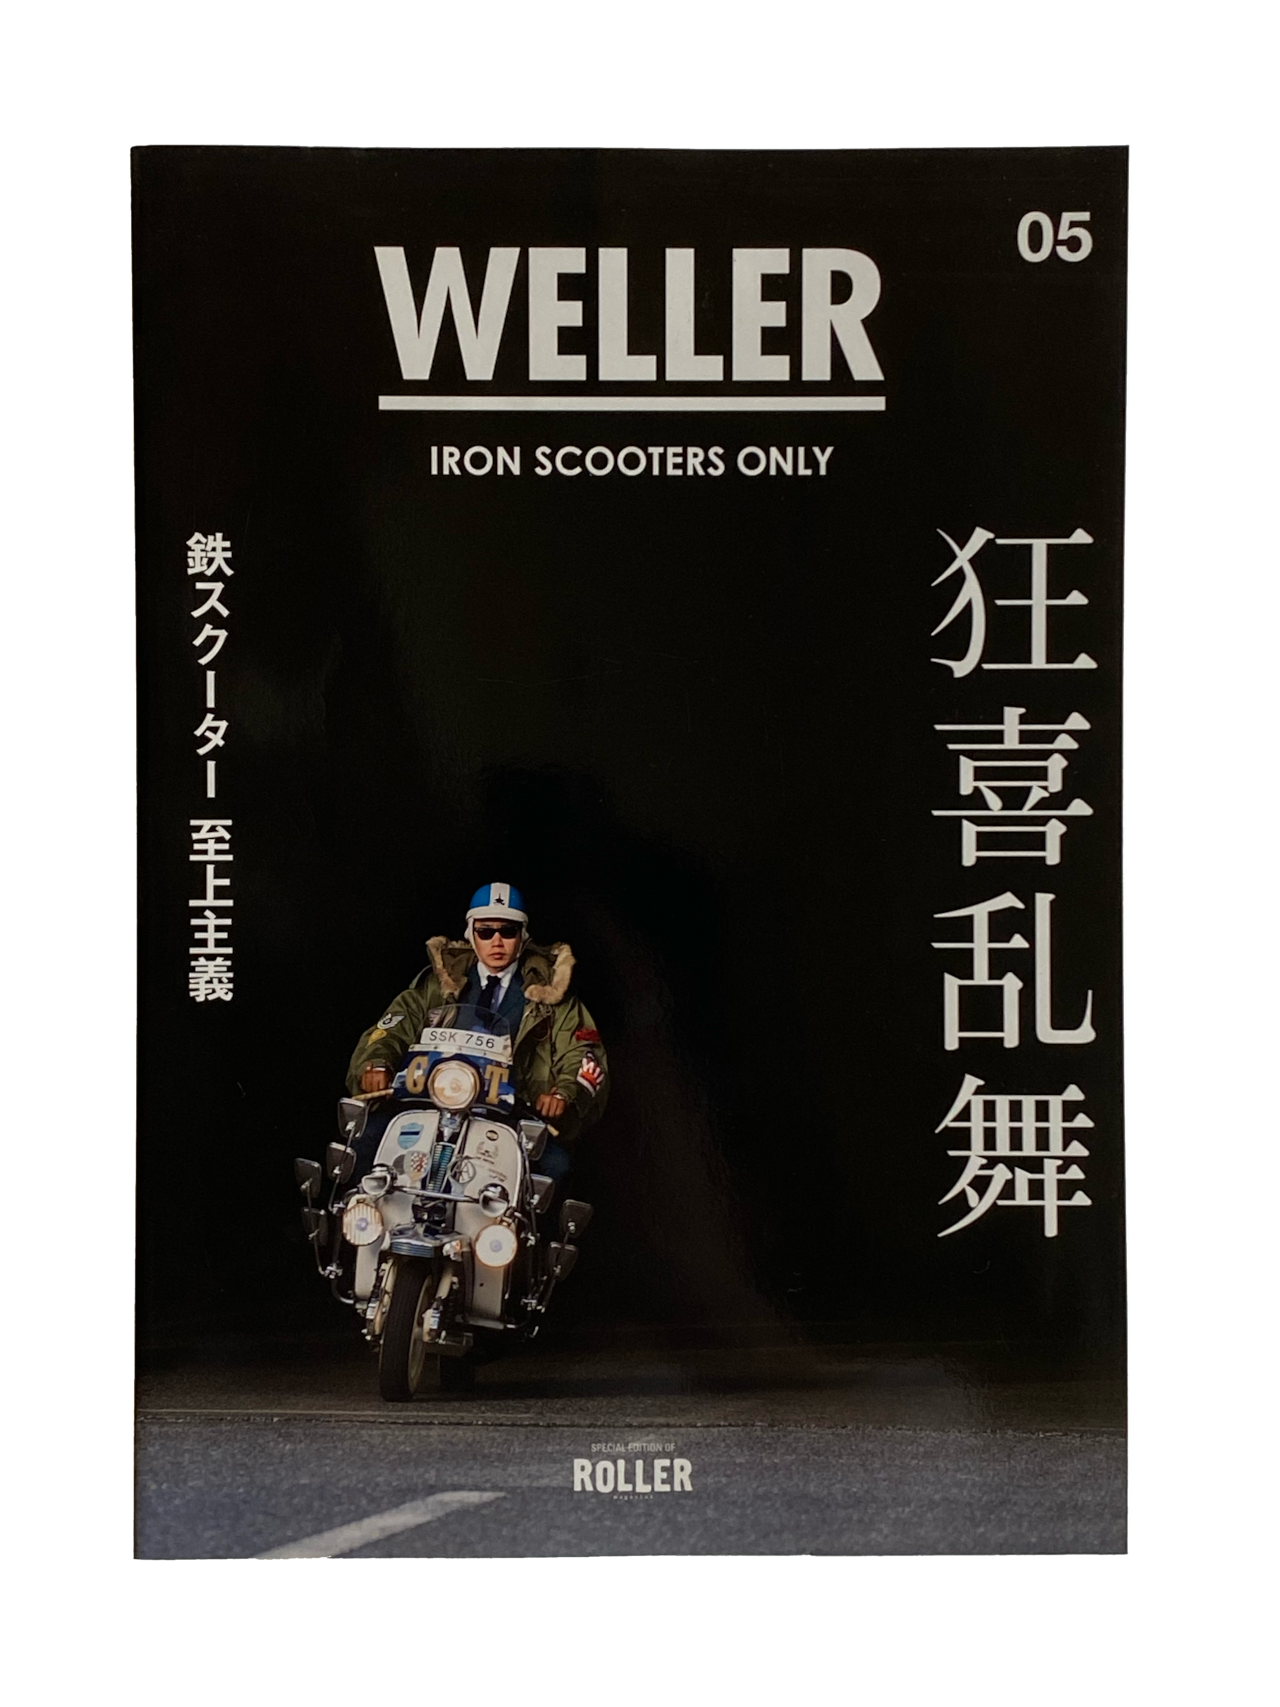 05
WELLER
IRON SCOOTERS ONLY
狂喜乱舞
鉄スクーター 至上主義
SSK 756
G T
SPECIAL EDITION OF
ROLLER
magazine